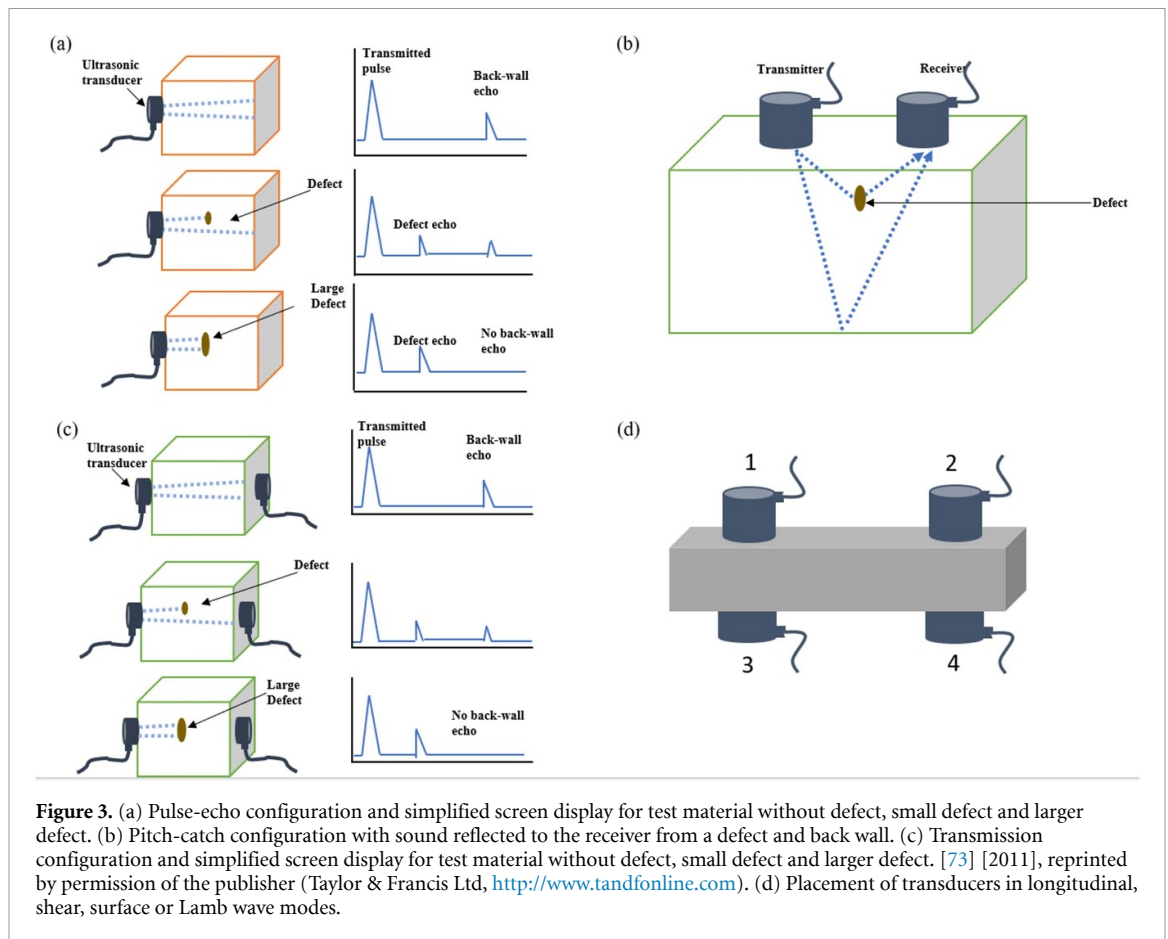 (a)
Ultrasonic
transducer
Transmitted
pulse
Back-wall
echo
Defect
Defect echo
Large
Defect
Defect echo
No back-wall
echo
(b)
Transmitter
Receiver
Defect
(c)
Ultrasonic
transducer
Transmitted
pulse
Back-wall
echo
Defect
Large
Defect
No back-wall
echo
(d)
1
2
3
4
Figure 3. (a) Pulse-echo configuration and simplified screen display for test material without defect, small defect and larger
defect. (b) Pitch-catch configuration with sound reflected to the receiver from a defect and back wall. (c) Transmission
configuration and simplified screen display for test material without defect, small defect and larger defect. [73] [2011], reprinted
by permission of the publisher (Taylor & Francis Ltd, http://www.tandfonline.com). (d) Placement of transducers in longitudinal,
shear, surface or Lamb wave modes.